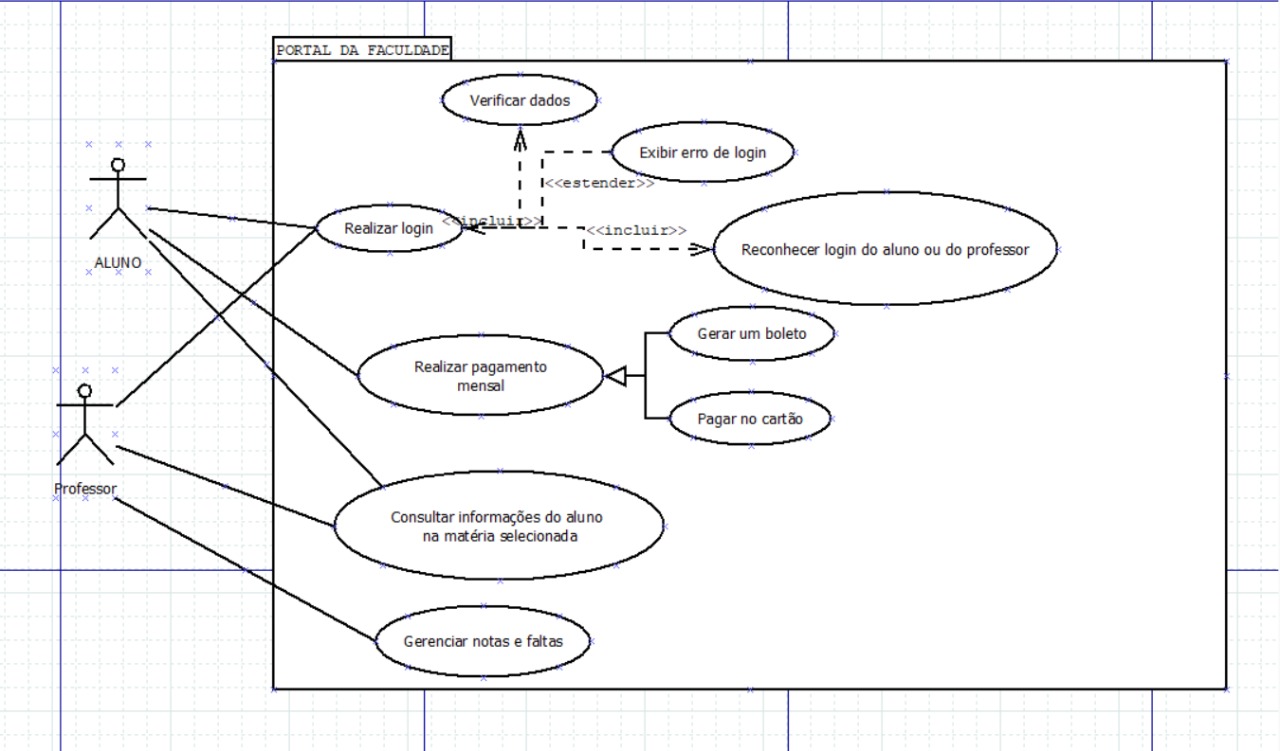 PORTAL DA FACULDADE
Verificar dados
Exibir erro de login
<<estender>>
ALUNO
Realizar login
<<incluir>>
<<incluir>>
Reconhecer login do aluno ou do professor
Gerar um boleto
Realizar pagamento
mensal
Pagar no cartão
Professor
Consultar informações do aluno
na matéria selecionada
Gerenciar notas e faltas